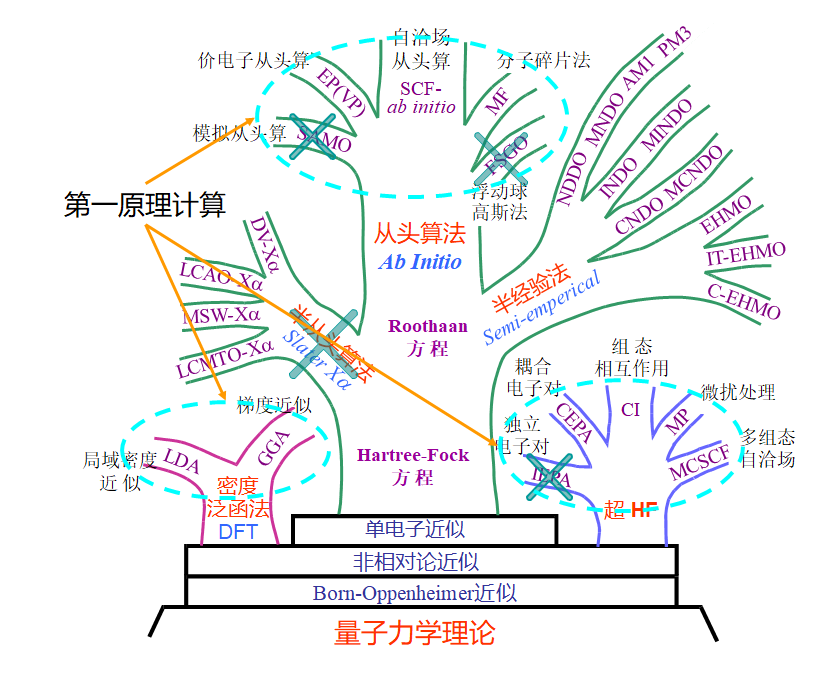 自洽场
从头算
SCF-
ab initio
价电子从头算
EP(VP)
分子碎片法
MF
模拟从头算
SAMO
FSGO
浮动球
高斯法
NDDO MNDO AM1 PM3
INDO MINDO
CNDO MCNDO
EHMO
IT-EHMO
C-EHMO
第一原理计算
从头算法
Ab Initio
半经验法
Semi-emperical
DV-Xα
LCAO-Xα
MSW-Xα
LCMTO-Xα
半从头算法
Slater Xα
Roothaan
方 程
组 态
相互作用
CI
耦合
电子对
CEPA
微扰处理
MP
独立
电子对
IEPA
多组态
自洽场
MCSCF
梯度近似
GGA
局域密度
近 似
LDA
Hartree-Fock
方 程
密度
泛函法
DFT
超 HF
单电子近似
非相对论近似
Born-Oppenheimer近似
量子力学理论